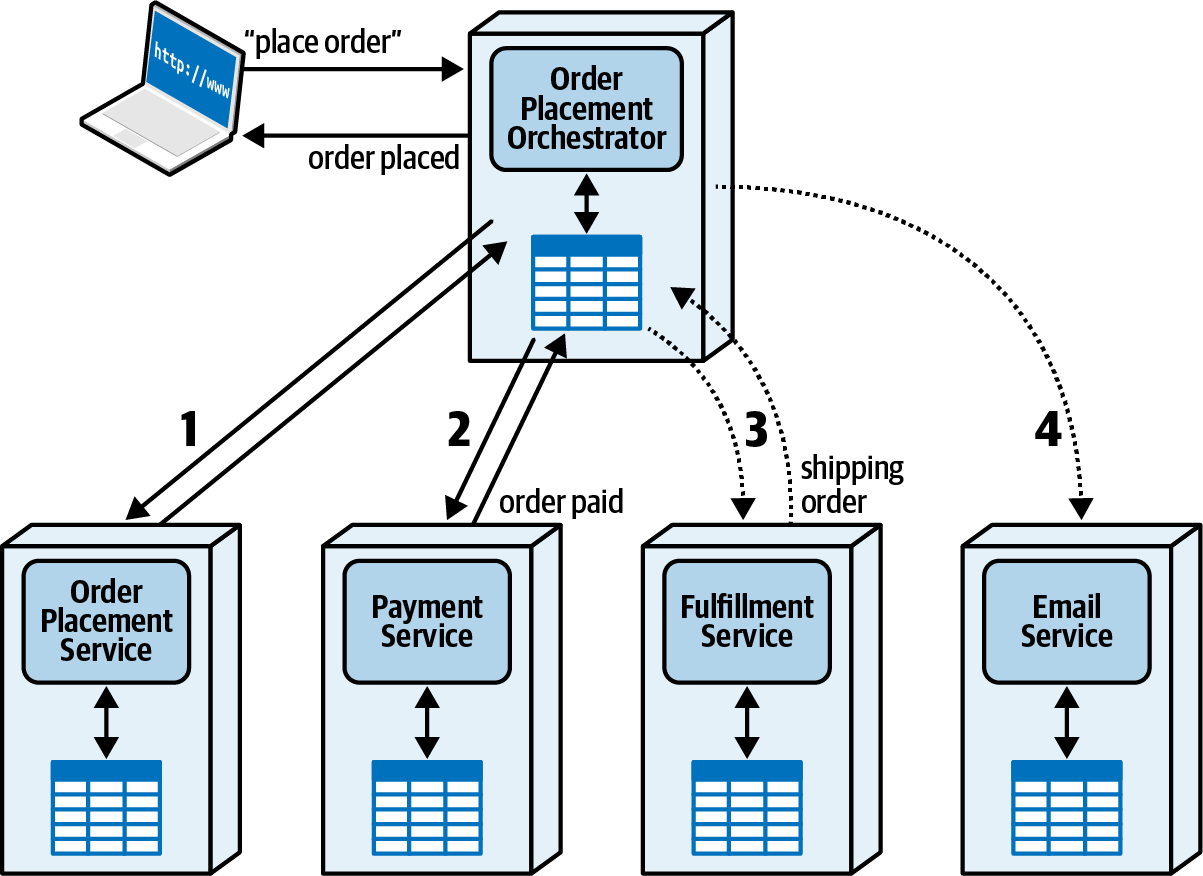 http://www
“place order”
order placed
Order
Placement
Orchestrator
1
2
3
4
order paid
shipping
order
Order
Placement
Service
Payment
Service
Fulfillment
Service
Email
Service